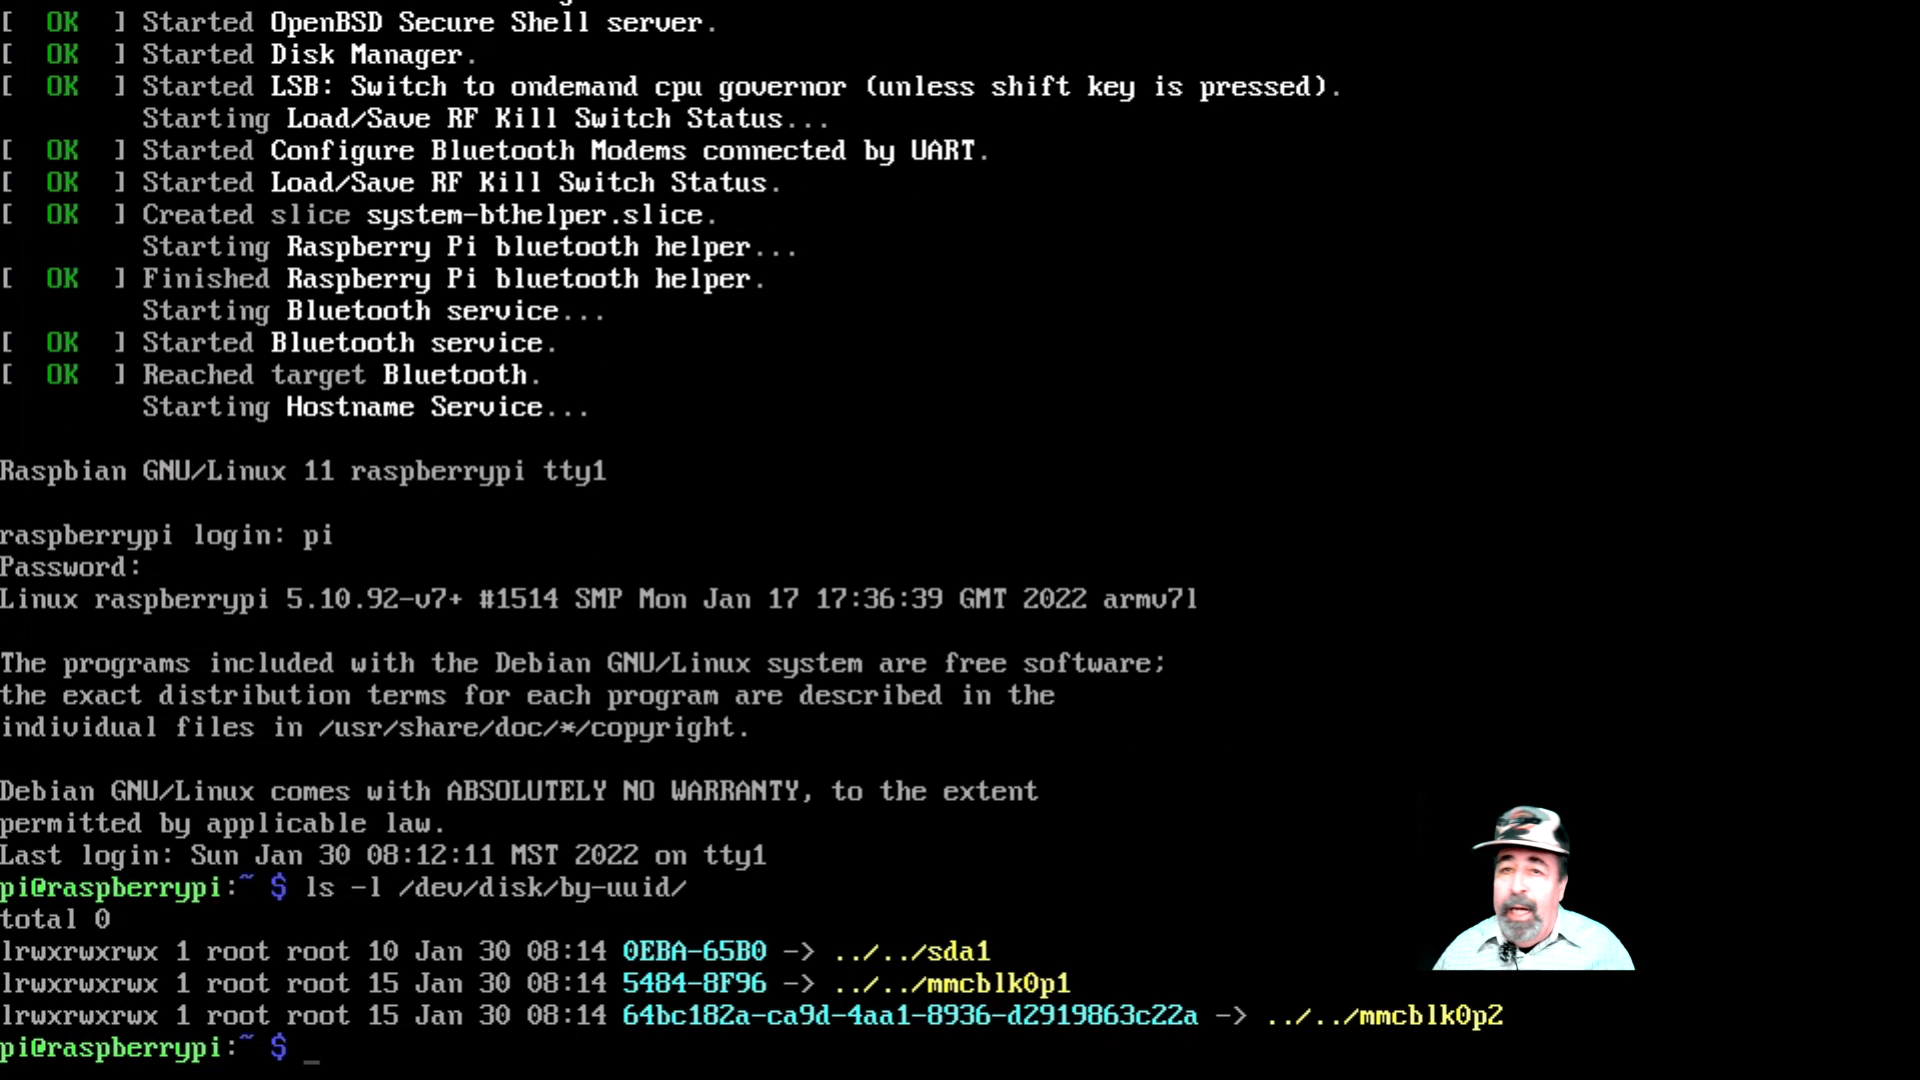 [  OK  ] Started OpenBSD Secure Shell server.
[  OK  ] Started Disk Manager.
[  OK  ] Started LSB: Switch to ondemand cpu governor (unless shift key is pressed).
         Starting Load/Save RF Kill Switch Status...
[  OK  ] Started Configure Bluetooth Modems connected by UART.
[  OK  ] Started Load/Save RF Kill Switch Status.
[  OK  ] Created slice system-bthelper.slice.
         Starting Raspberry Pi bluetooth helper...
[  OK  ] Finished Raspberry Pi bluetooth helper.
         Starting Bluetooth service...
[  OK  ] Started Bluetooth service.
[  OK  ] Reached target Bluetooth.
         Starting Hostname Service...
Raspbian GNU/Linux 11 raspberrypi tty1
raspberrypi login: pi
Password:
Linux raspberrypi 5.10.92-v7+ #1514 SMP Mon Jan 17 17:36:39 GMT 2022 armv7l
The programs included with the Debian GNU/Linux system are free software;
the exact distribution terms for each program are described in the
individual files in /usr/share/doc/*/copyright.
Debian GNU/Linux comes with ABSOLUTELY NO WARRANTY, to the extent
permitted by applicable law.
Last login: Sun Jan 30 08:12:11 MST 2022 on tty1
pi@raspberrypi:~ $ ls -l /dev/disk/by-uuid/
total 0
lrwxrwxrwx 1 root root 10 Jan 30 08:14 0EBA-65B0 -> ../../sda1
lrwxrwxrwx 1 root root 15 Jan 30 08:14 5484-8F96 -> ../../mmcblk0p1
lrwxrwxrwx 1 root root 15 Jan 30 08:14 64bc182a-ca9d-4aa1-8936-d2919863c22a -> ../../mmcblk0p2
pi@raspberrypi:~ $ _